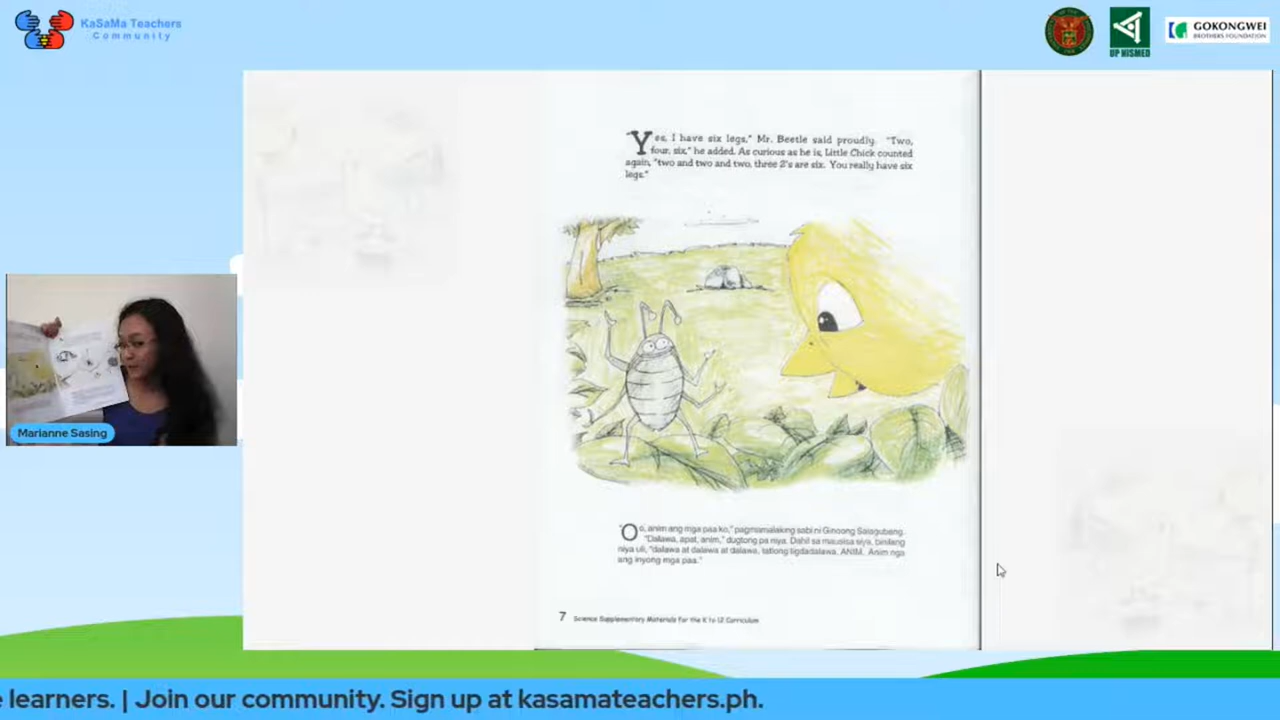 KaSaMa Teachers
Community
UP NISMED
GOKONGWEI
BROTHERS FOUNDATION
"Yes, I have six legs," Mr. Beetle said proudly. "Two,
four, six," he added. As curious as he is, Little Chick counted
again, "two and two and two, three 2's are six. You really have six
legs."
Marianne Sasing
"Oo, anim ang mga paa ko," pagmamalaking sabi ni Ginoong Salagubang.
"Dalawa, apat, anim," dugtong pa niya. Dahil sa mausisa siya, binilang
niya uli, "dalawa at dalawa at dalawa, tatlong tigdadalawa, ANIM. Anim nga
ang inyong mga paa."
7 Science Supplementary Materials for the K to 12 Curriculum
e learners. | Join our community. Sign up at kasamateachers.ph.